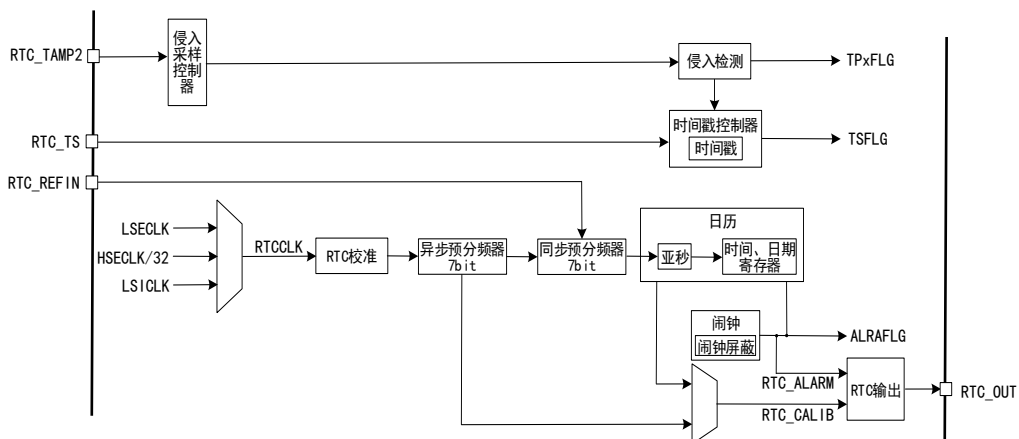 RTC_TAMP2
侵入
采样
控制
器
侵入检测
TPxFLG
RTC_TS
时间戳控制器
时间戳
TSFLG
RTC_REFIN
LSECLK
HSECLK/32
LSICLK
RTCCLK
RTC校准
异步预分频器
7bit
同步预分频器
7bit
日历
亚秒
时间、日期
寄存器
闹钟
闹钟屏蔽
ALRAFLG
RTC_ALARM
RTC_CALIB
RTC输出
RTC_OUT